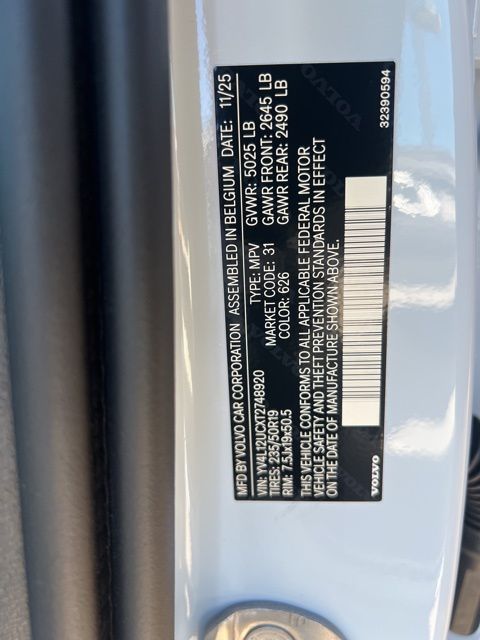 MFD BY VOLVO CAR CORPORATION ASSEMBLED IN BELGIUM DATE: 11/25
VIN: YV4L12UCXT2748920 TYPE: MPV GVWR: 5025 LB
TIRES: 235/50R19 MARKET CODE: 31 GAWR FRONT: 2645 LB
RIM: 7.5Jx19x50.5 COLOR: 626 GAWR REAR: 2490 LB
THIS VEHICLE CONFORMS TO ALL APPLICABLE FEDERAL MOTOR
VEHICLE SAFETY AND THEFT PREVENTION STANDARDS IN EFFECT
ON THE DATE OF MANUFACTURE SHOWN ABOVE.
VOLVO 32390594